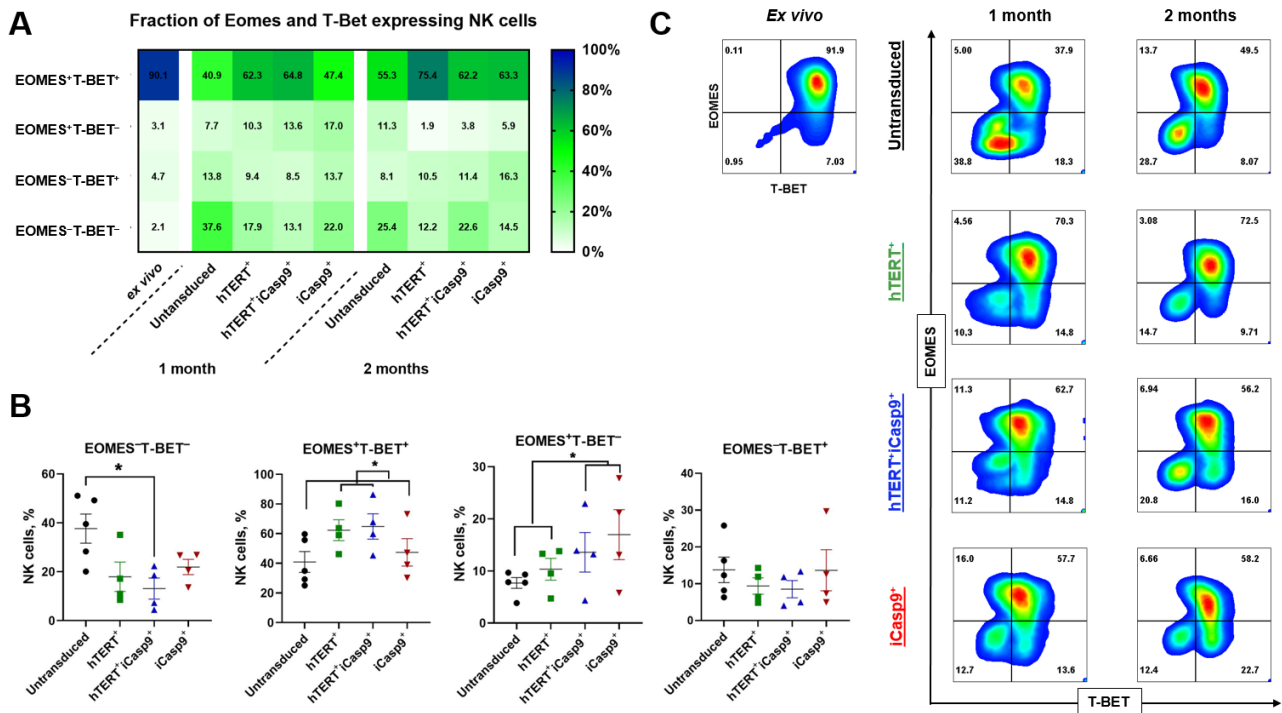 A
Fraction of Eomes and T-Bet expressing NK cells
EOMES⁺T-BET⁺ 90.1 40.9 62.3 64.8 47.4 55.3 75.4 62.2 63.3
EOMES⁺T-BET⁻ 3.1 7.7 10.3 13.6 17.0 11.3 1.9 3.8 5.9
EOMES⁻T-BET⁺ 4.7 13.8 9.4 8.5 13.7 8.1 10.5 11.4 16.3
EOMES⁻T-BET⁻ 2.1 37.6 17.9 13.1 22.0 25.4 12.2 22.6 14.5
100%
80%
60%
40%
20%
0%
ex vivo
Untansduced
hTERT⁺
hTERT⁺iCasp9⁺
iCasp9⁺
Untansduced
hTERT⁺
hTERT⁺iCasp9⁺
iCasp9⁺
1 month
2 months
B
EOMES⁻T-BET⁻
NK cells, %
60
40
20
0
*
Untransduced
hTERT⁺
hTERT⁺iCasp9⁺
iCasp9⁺
EOMES⁺T-BET⁺
NK cells, %
100
80
60
40
20
0
*
Untransduced
hTERT⁺
hTERT⁺iCasp9⁺
iCasp9⁺
EOMES⁺T-BET⁻
NK cells, %
30
20
10
0
*
Untransduced
hTERT⁺
hTERT⁺iCasp9⁺
iCasp9⁺
EOMES⁻T-BET⁺
NK cells, %
40
30
20
10
0
Untransduced
hTERT⁺
hTERT⁺iCasp9⁺
iCasp9⁺
C
Ex vivo
1 month
2 months
0.11 91.9
0.95 7.03
EOMES
T-BET
Untransduced
5.00 37.9
38.8 18.3
13.7 49.5
28.7 8.07
hTERT⁺
4.56 70.3
10.3 14.8
3.08 72.5
14.7 9.71
hTERT⁺iCasp9⁺
11.3 62.7
11.2 14.8
6.94 56.2
20.8 16.0
iCasp9⁺
16.0 57.7
12.7 13.6
6.66 58.2
12.4 22.7
EOMES
T-BET